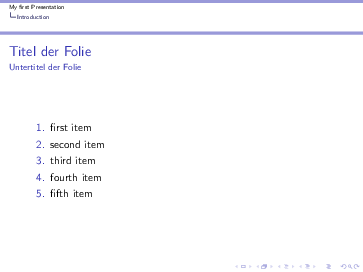 My first Presentation
Introduction
Titel der Folie
Untertitel der Folie
1. first item
2. second item
3. third item
4. fourth item
5. fifth item